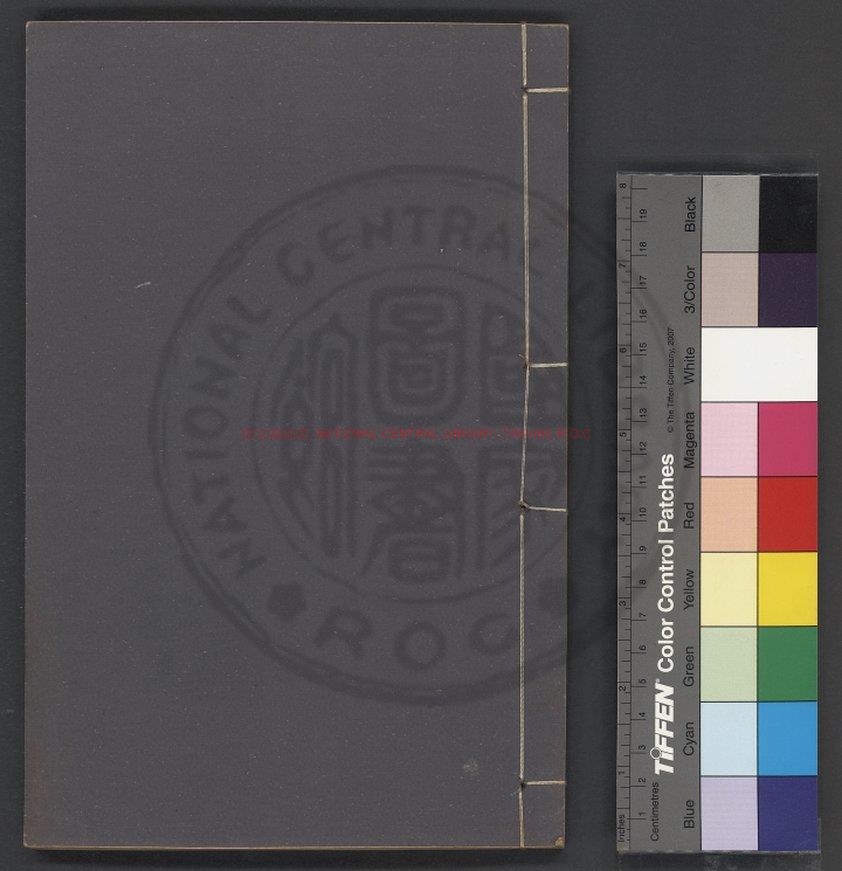 NATIONAL CENTRAL LI
ROC
NATIONAL CENTRAL LIBRARY, TAIWAN, R.O.C.
Black
3/Color
White
Magenta
Red
Yellow
Green
Cyan
Blue
© The Tiffen Company, 2007
TIFFEN® Color Control Patches
Centimetres
1 2 3 4 5 6 7 8 9 10 11 12 13 14 15 16 17 18 19
Inches
1 2 3 4 5 6 7 8